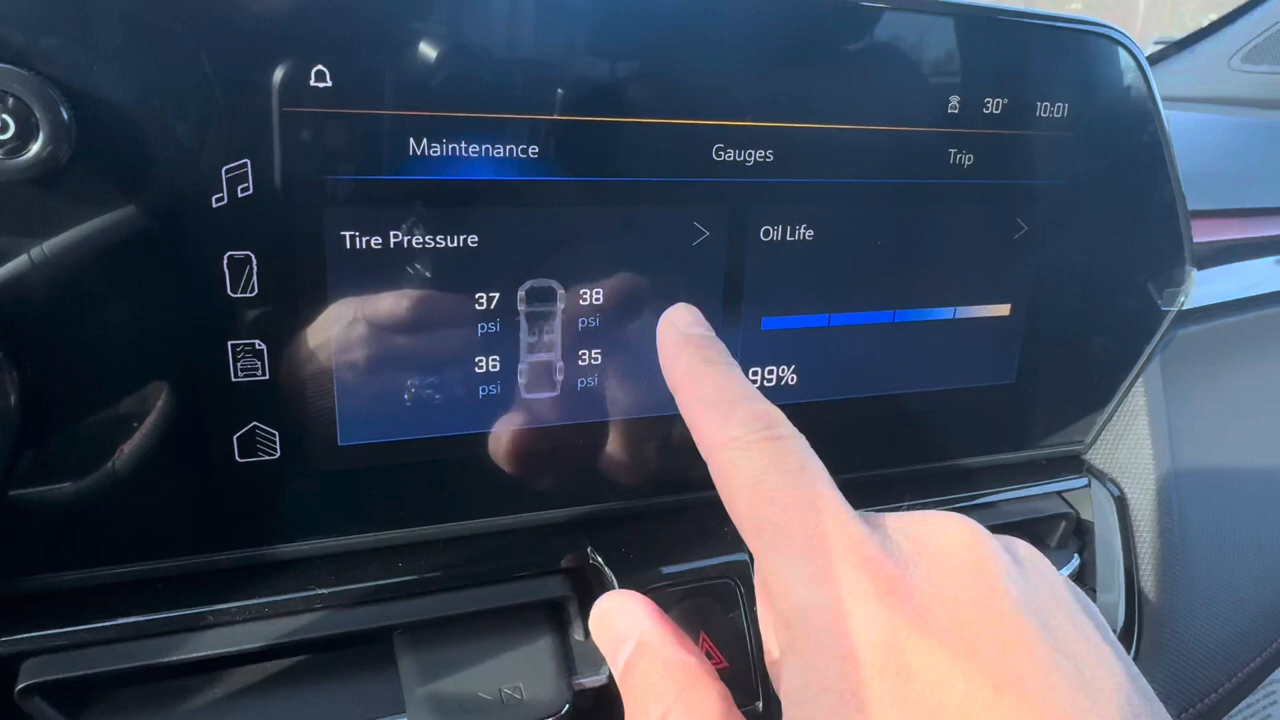 30° 10:01
Maintenance Gauges Trip
Tire Pressure
37 38
psi psi
36 35
psi psi
Oil Life
99%